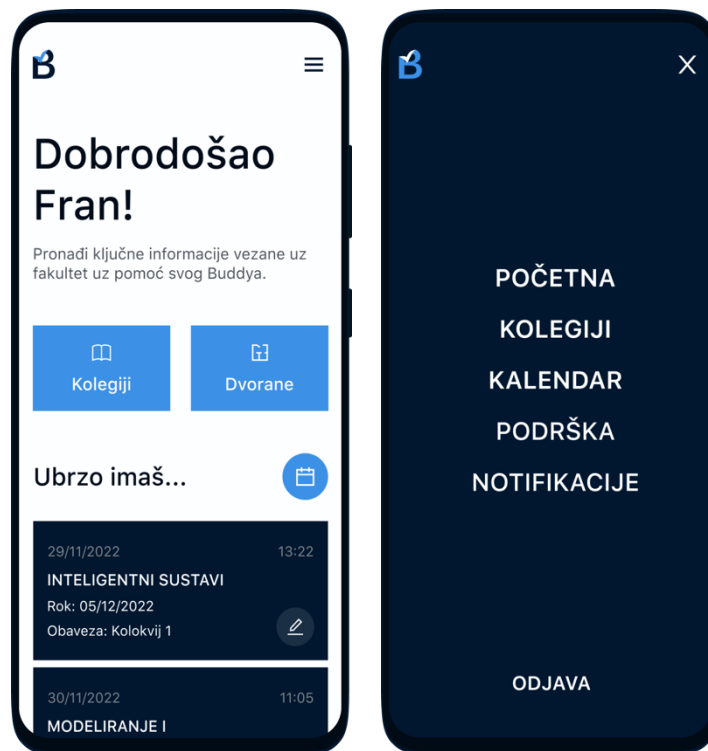 B
Dobrodošao
Fran!
Pronađi ključne informacije vezane uz
fakultet uz pomoć svog Buddya.
Kolegiji
Dvorane
Ubrzo imaš...
29/11/2022 13:22
INTELIGENTNI SUSTAVI
Rok: 05/12/2022
Obaveza: Kolokvij 1
30/11/2022 11:05
MODELIRANJE I
B
X
POČETNA
KOLEGIJI
KALENDAR
PODRŠKA
NOTIFIKACIJE
ODJAVA